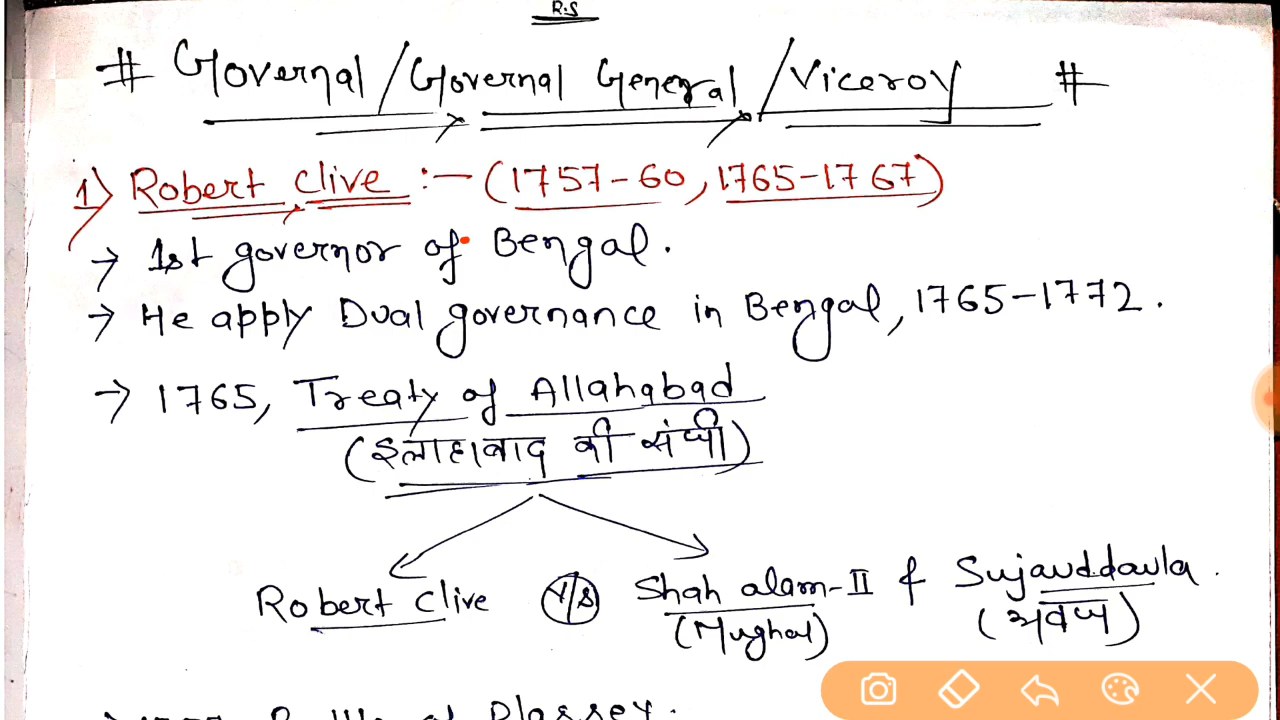 R.S
# Governal/Governal General/Viceroy #
1) Robert clive :- (1757-60, 1765-1767)
→ 1st governor of Bengal.
→ He apply Dual governance in Bengal, 1765-1772.
→ 1765, Treaty of Allahabad
(इलाहाबाद की संधी)
Robert Clive V/S Shah alam-II & Sujauddaula.
(Mughal) (अवध)
Plassey.